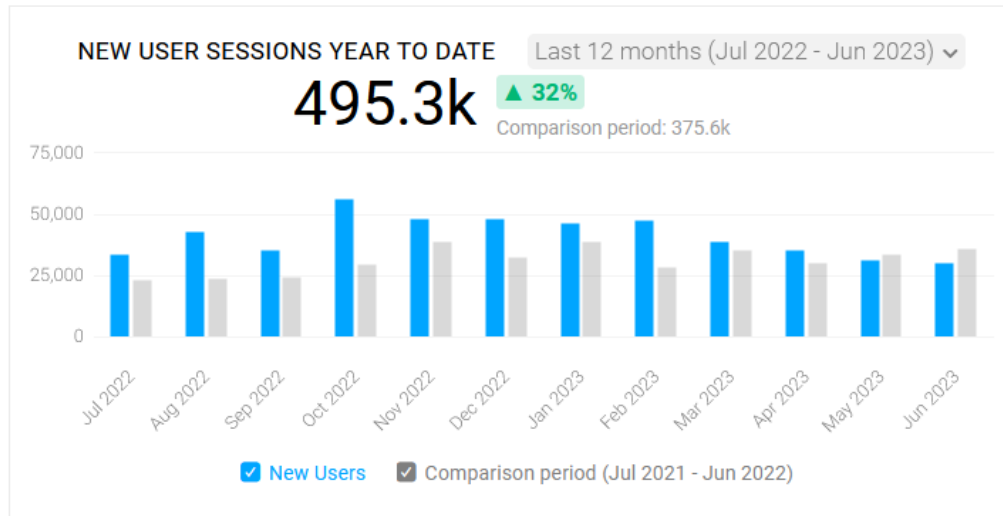 NEW USER SESSIONS YEAR TO DATE Last 12 months (Jul 2022 - Jun 2023)
495.3k ▲ 32%
Comparison period: 375.6k
75,000
50,000
25,000
0
Jul 2022 Aug 2022 Sep 2022 Oct 2022 Nov 2022 Dec 2022 Jan 2023 Feb 2023 Mar 2023 Apr 2023 May 2023 Jun 2023
New Users Comparison period (Jul 2021 - Jun 2022)